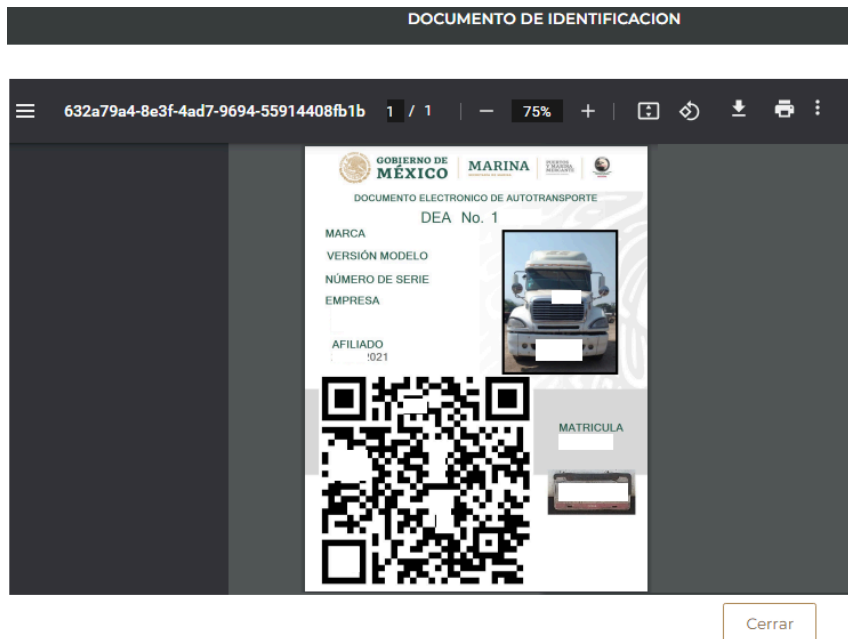 DOCUMENTO DE IDENTIFICACION
632a79a4-8e3f-4ad7-9694-55914408fb1b 1 / 1 75%
GOBIERNO DE MÉXICO
MARINA
DOCUMENTO ELECTRONICO DE AUTOTRANSPORTE
DEA No. 1
MARCA
VERSIÓN MODELO
NÚMERO DE SERIE
EMPRESA
AFILIADO
2021
MATRICULA
Cerrar